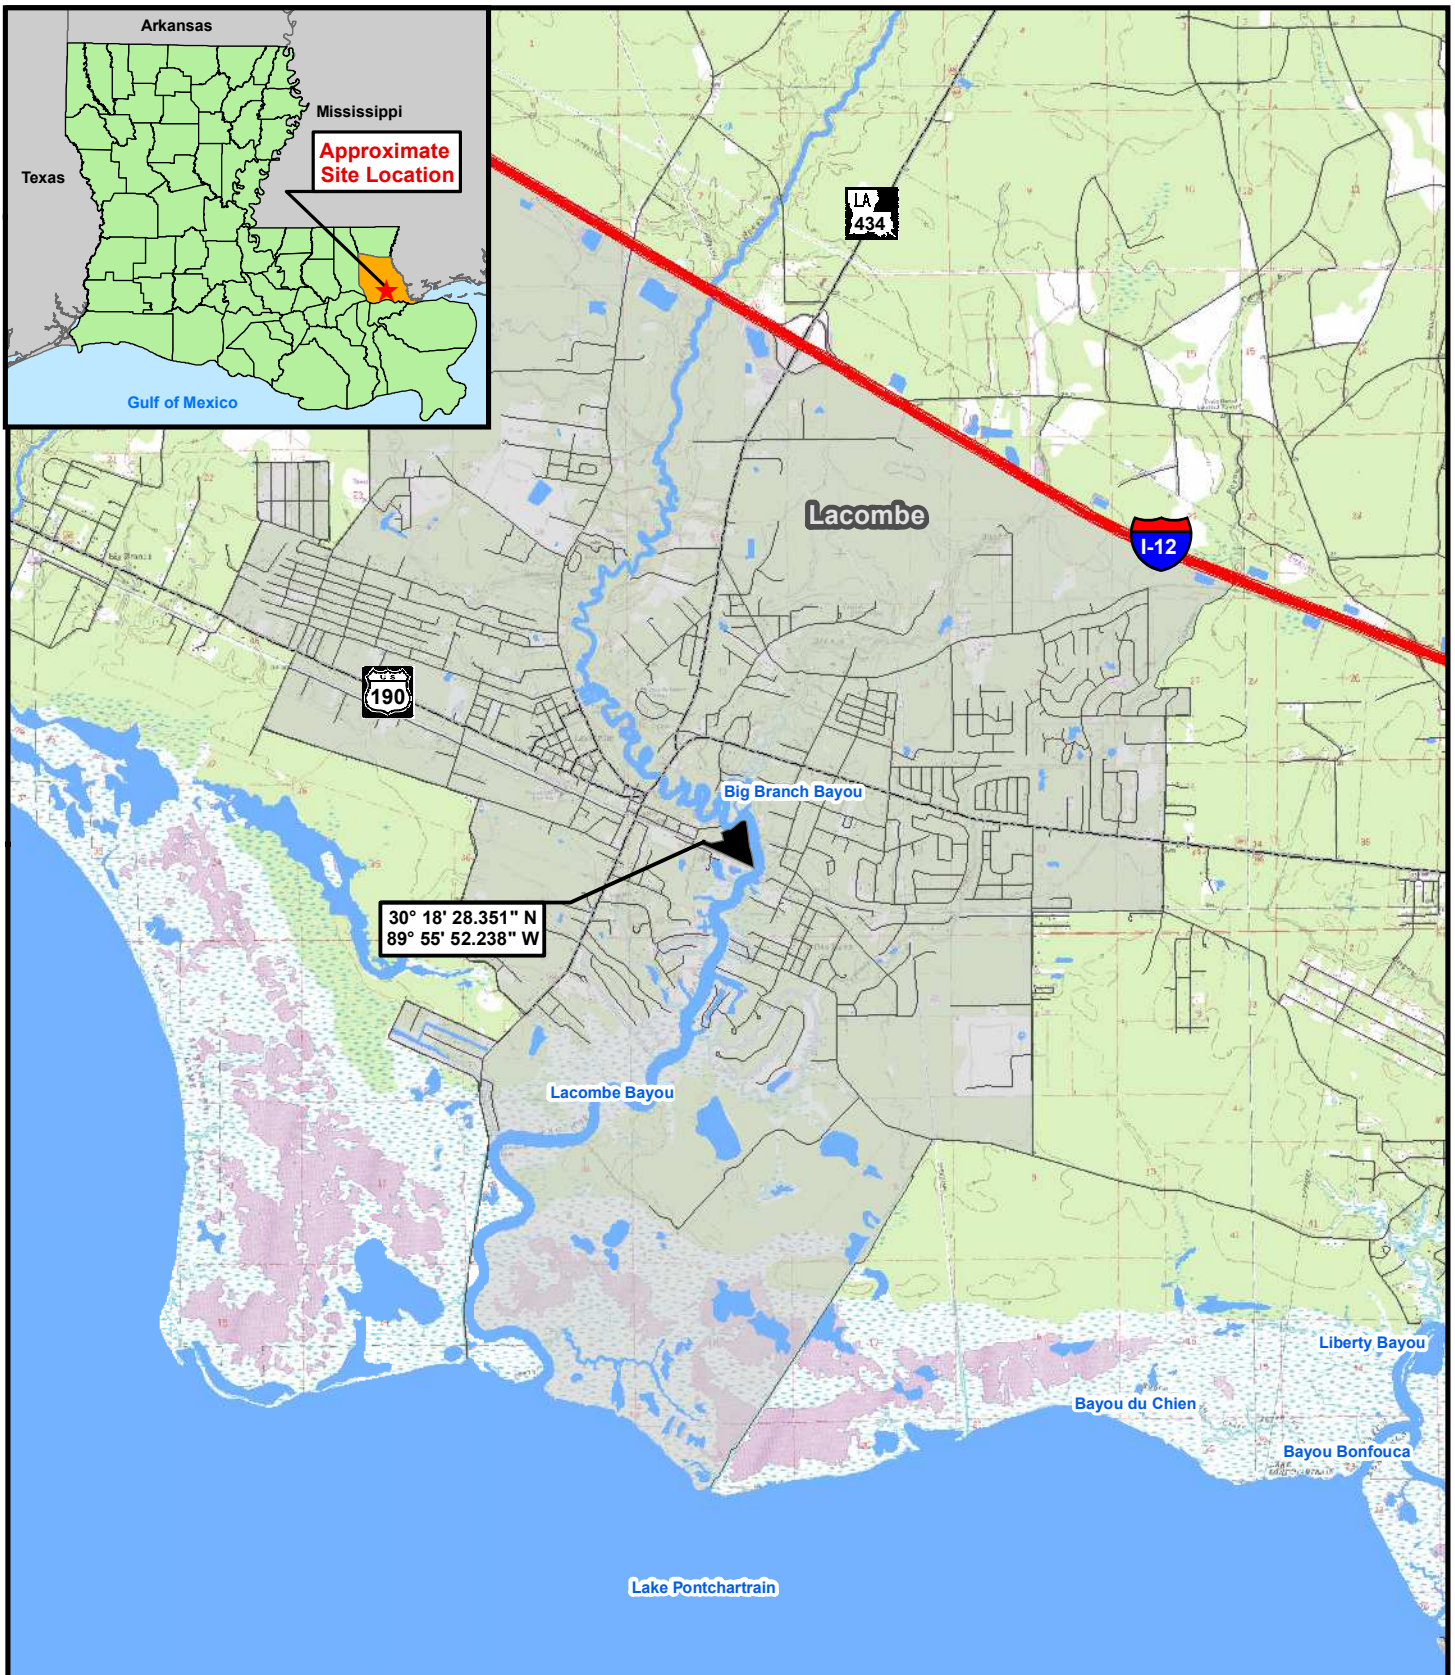 Arkansas
Mississippi
Texas
Approximate
Site Location
Gulf of Mexico
LA
434
Lacombe
I-12
U S
190
Big Branch Bayou
30° 18' 28.351" N
89° 55' 52.238" W
Lacombe Bayou
Liberty Bayou
Bayou du Chien
Bayou Bonfouca
Lake Pontchartrain